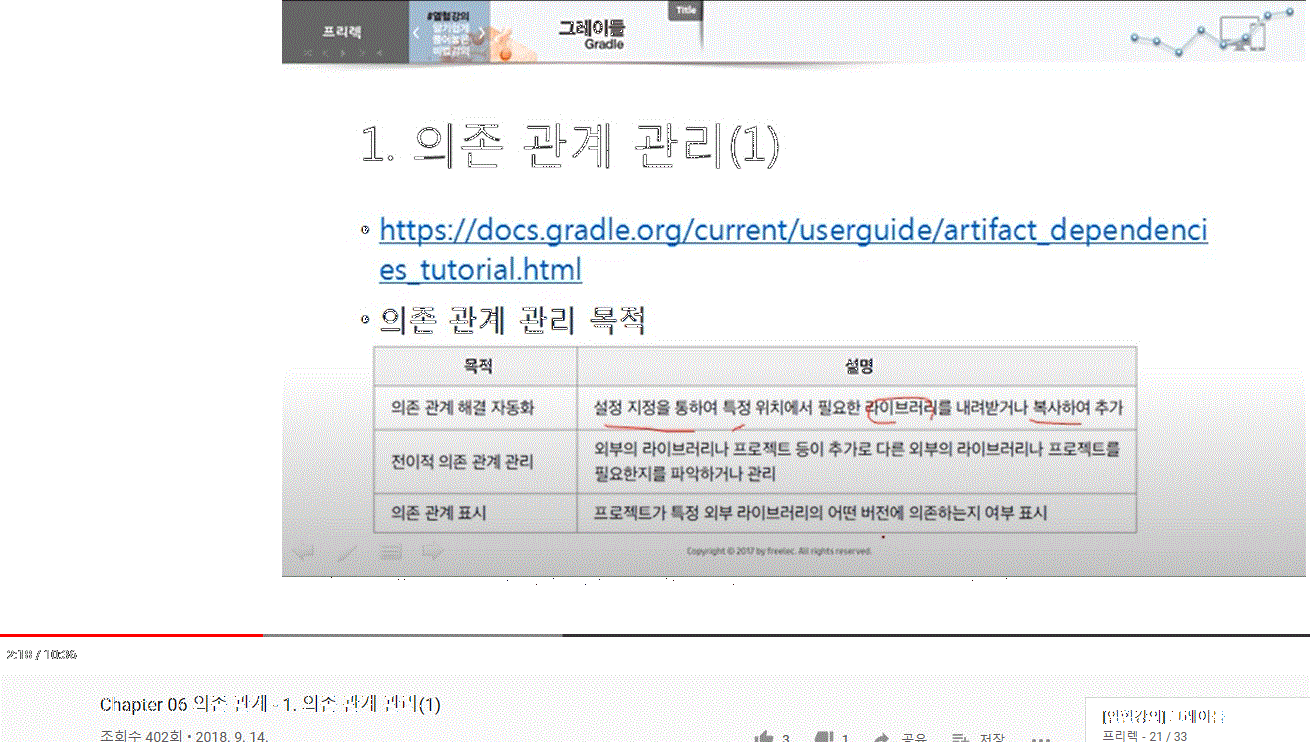 프리렉
#열혈강의
Title
그레이들
Gradle
1. 의존 관계 관리(1)
https://docs.gradle.org/current/userguide/artifact_dependenci
es_tutorial.html
의존 관계 관리 목적
목적 설명
의존 관계 해결 자동화 설정 지정을 통하여 특정 위치에서 필요한 라이브러리를 내려받거나 복사하여 추가
전이적 의존 관계 관리 외부의 라이브러리나 프로젝트 등이 추가로 다른 외부의 라이브러리나 프로젝트를
필요한지를 파악하거나 관리
의존 관계 표시 프로젝트가 특정 외부 라이브러리의 어떤 버전에 의존하는지 여부 표시
Copyright © 2017 by freelec. All rights reserved.
2:18 / 10:36
Chapter 06 의존 관계 - 1. 의존 관계 관리(1)
조회수 402회 • 2018. 9. 14.
3 1 공유 저장
[열혈강의] 그레이들
프리렉 - 21 / 33